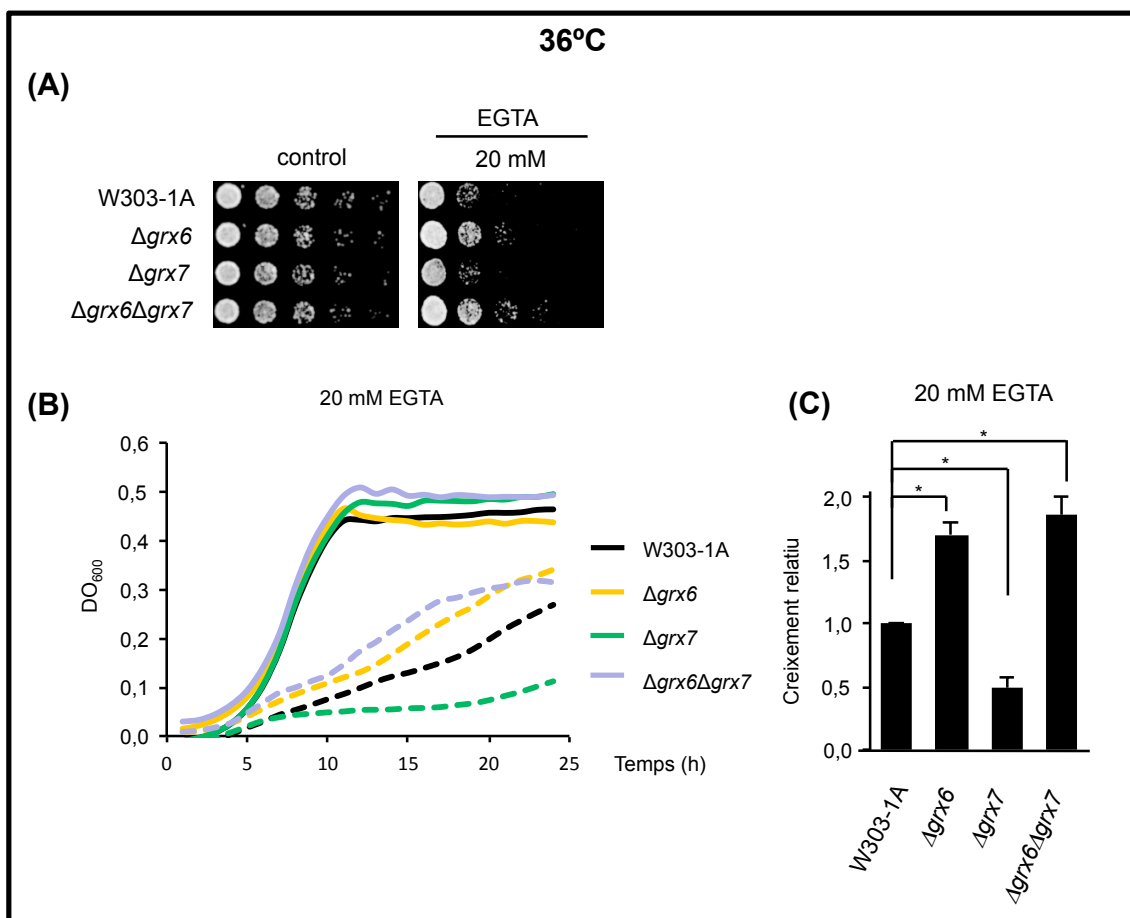 36ºC
(A)
EGTA
control
20 mM
W303-1A
Δgrx6
Δgrx7
Δgrx6Δgrx7
(B)
20 mM EGTA
0,6
0,5
0,4
0,3
0,2
0,1
0,0
DO600
0
5
10
15
20
25
Temps (h)
W303-1A
Δgrx6
Δgrx7
Δgrx6Δgrx7
(C)
20 mM EGTA
*
*
*
2,0
1,5
1,0
0,5
0,0
Creixement relatiu
W303-1A
Δgrx6
Δgrx7
Δgrx6Δgrx7